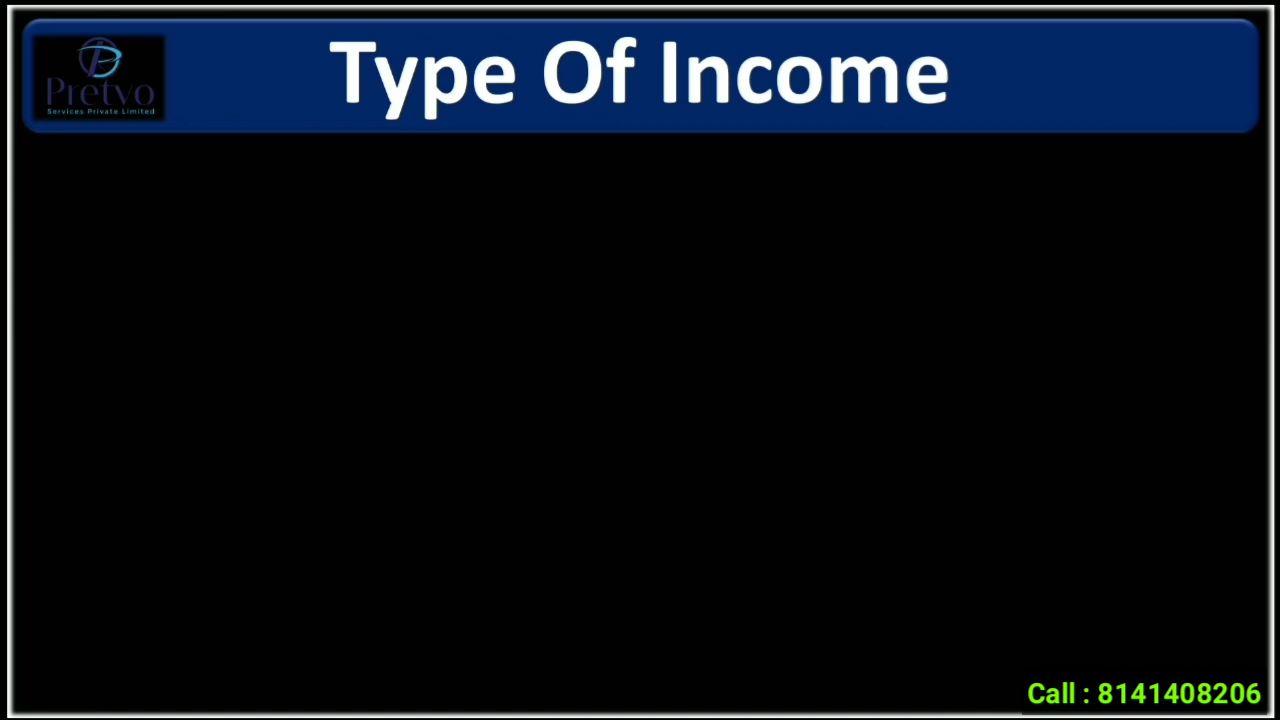 Pretvo
Services Private Limited
Type Of Income
Call : 8141408206